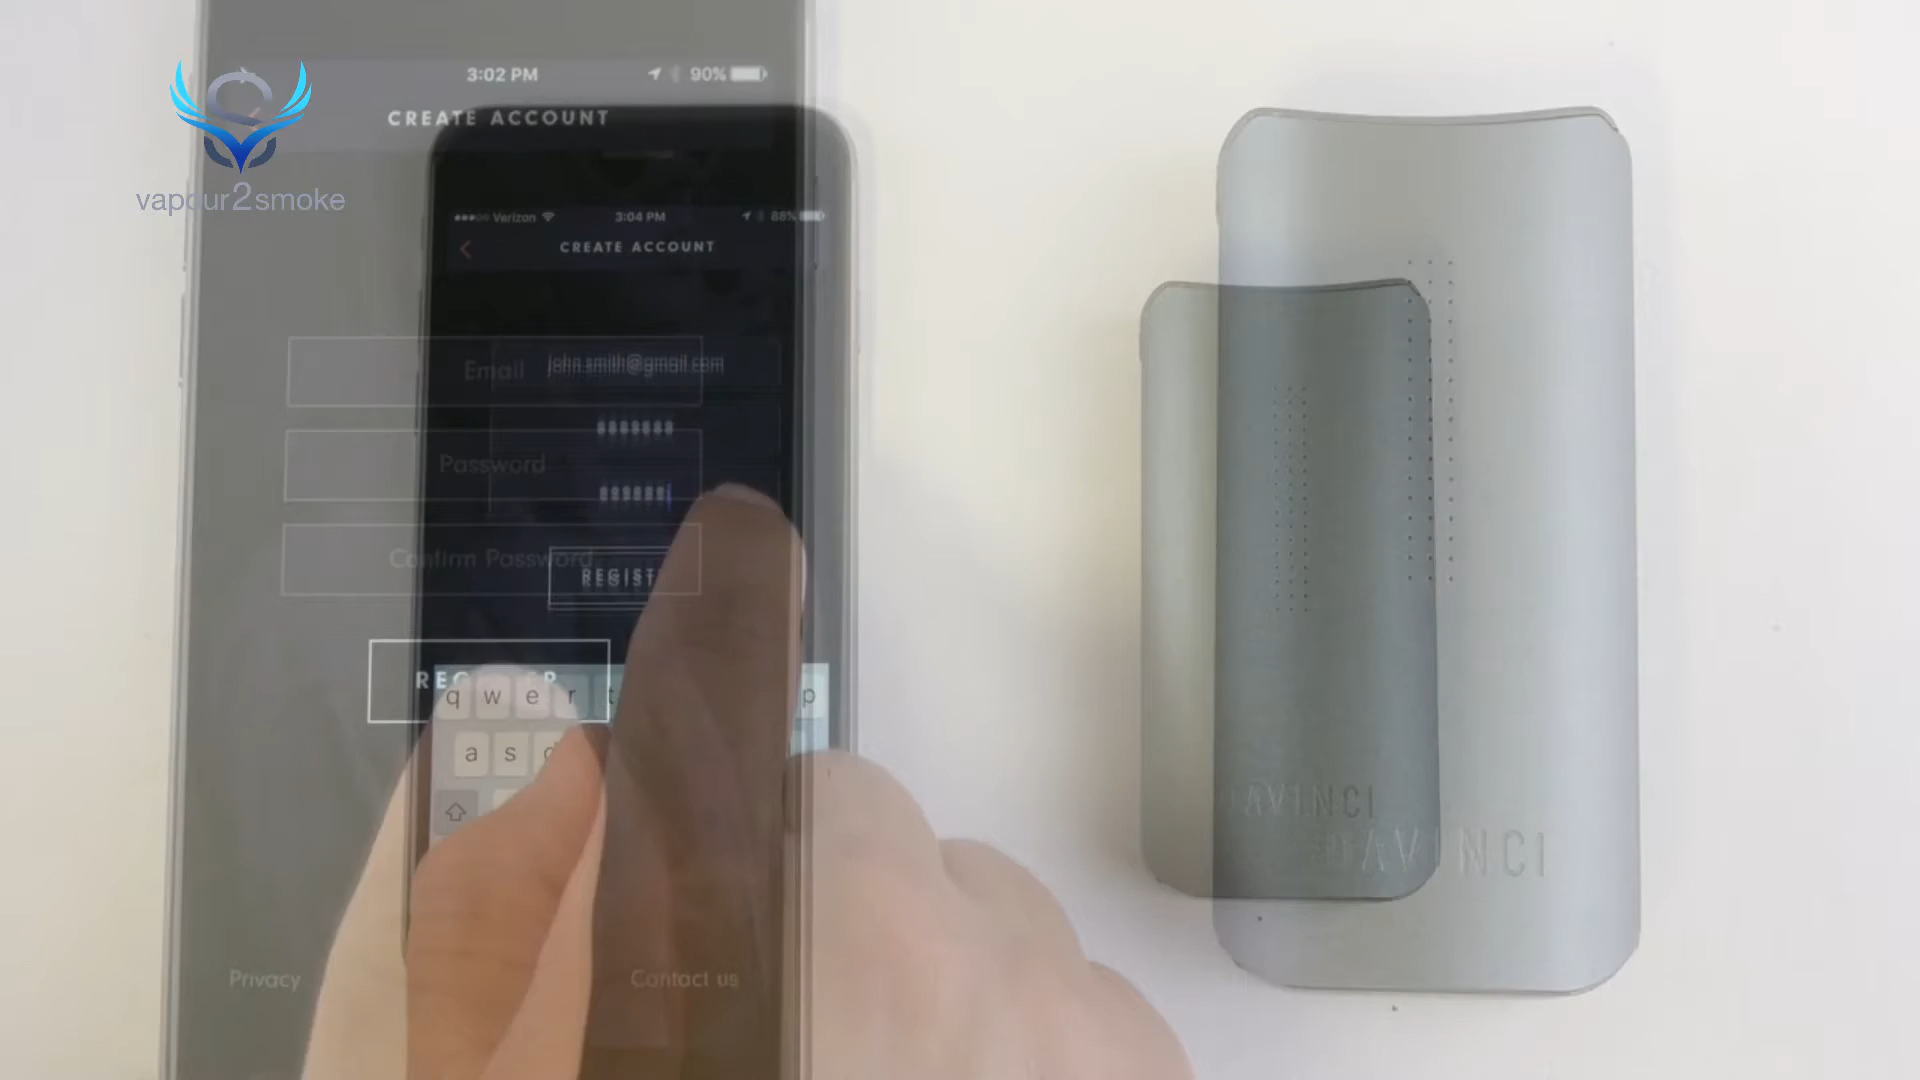 3:02 PM 90%
CREATE ACCOUNT
vapour2smoke
Verizon 3:04 PM 88%
CREATE ACCOUNT
Email
john.smith@gmail.com
Password
Confirm Password
REGIST
REGISTER
q w e r t p
a s d
DAVINCI
DAVINCI
Privacy
Contact us